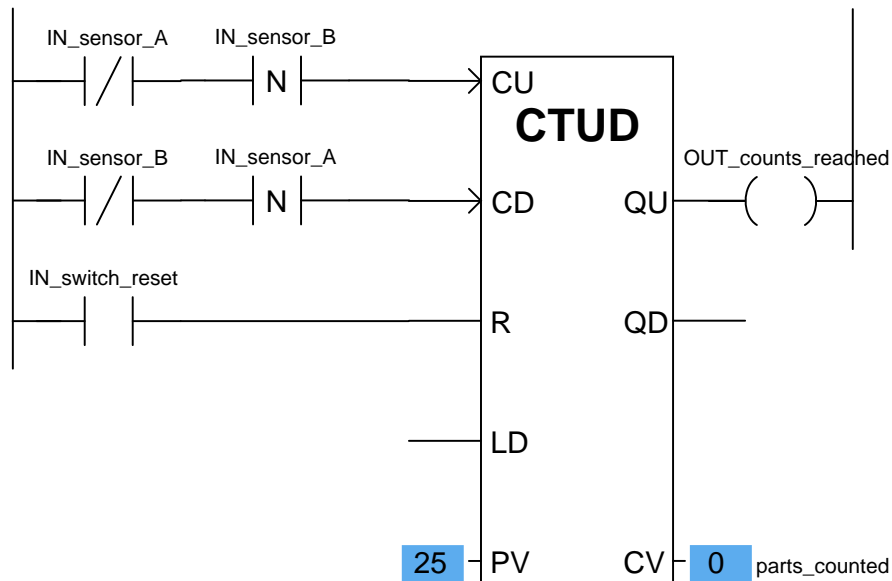 IN_sensor_A IN_sensor_B
N
CU
CTUD
IN_sensor_B IN_sensor_A
OUT_counts_reached
N
CD
QU
IN_switch_reset
R
QD
LD
25
PV
CV
0
parts_counted